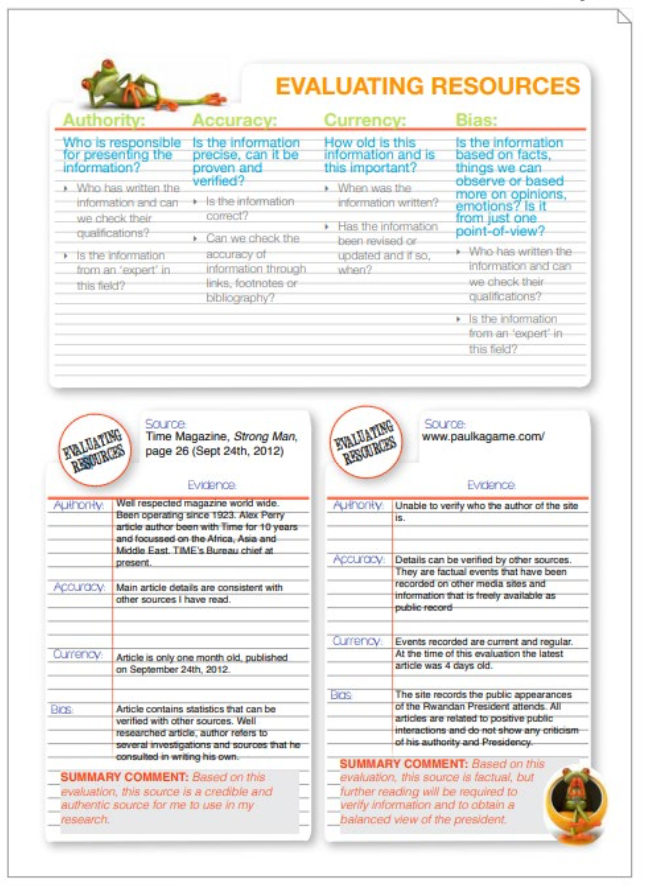 EVALUATING RESOURCES
Authority:
Who is responsible
for presenting the
information?
Who has written the
information and can
we check their
qualifications?
Is the information
from an 'expert' in
this field?
Accuracy:
Is the information
precise, can it be
proven and
verified?
Is the information
correct?
Can we check the
accuracy of
information through
links, footnotes or
bibliography?
Currency:
How old is this
information and is
this important?
When was the
information written?
Has the information
been revised or
updated and if so,
when?
Bias:
Is the information
based on facts,
things we can
observe or based
more on opinions,
emotions? Is it
from just one
point-of-view?
Who has written the
information and can
we check their
qualifications?
Is the information
from an 'expert' in
this field?
EVALUATING
RESOURCES
Source:
Time Magazine, Strong Man,
page 26 (Sept 24th, 2012)
Evidence:
Authority:
Well respected magazine world wide.
Been operating since 1923. Alex Perry
article author been with Time for 10 years
and focussed on the Africa, Asia and
Middle East. TIME's Bureau chief at
present.
Accuracy:
Main article details are consistent with
other sources I have read.
Currency:
Article is only one month old, published
on September 24th, 2012.
Bias:
Article contains statistics that can be
verified with other sources. Well
researched article, author refers to
several investigations and sources that he
consulted in writing his own.
SUMMARY COMMENT: Based on this
evaluation, this source is a credible and
authentic source for me to use in my
research.
EVALUATING
RESOURCES
Source:
www.paulkagame.com/
Evidence:
Authority:
Unable to verify who the author of the site
is.
Accuracy:
Details can be verified by other sources.
They are factual events that have been
recorded on other media sites and
information that is freely available as
public record
Currency:
Events recorded are current and regular.
At the time of this evaluation the latest
article was 4 days old.
Bias:
The site records the public appearances
of the Rwandan President attends. All
articles are related to positive public
interactions and do not show any criticism
of his authority and Presidency.
SUMMARY COMMENT: Based on this
evaluation, this source is factual, but
further reading will be required to
verify information and to obtain a
balanced view of the president.